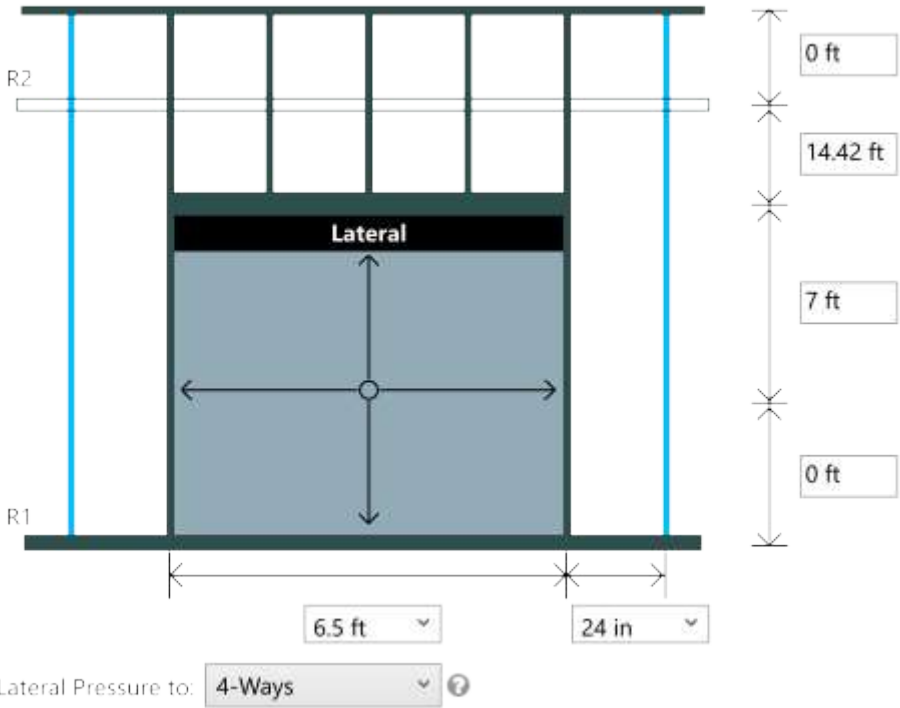 0 ft
R2
14.42 ft
Lateral
7 ft
0 ft
R1
6.5 ft
24 in
Lateral Pressure to: 4-Ways ?